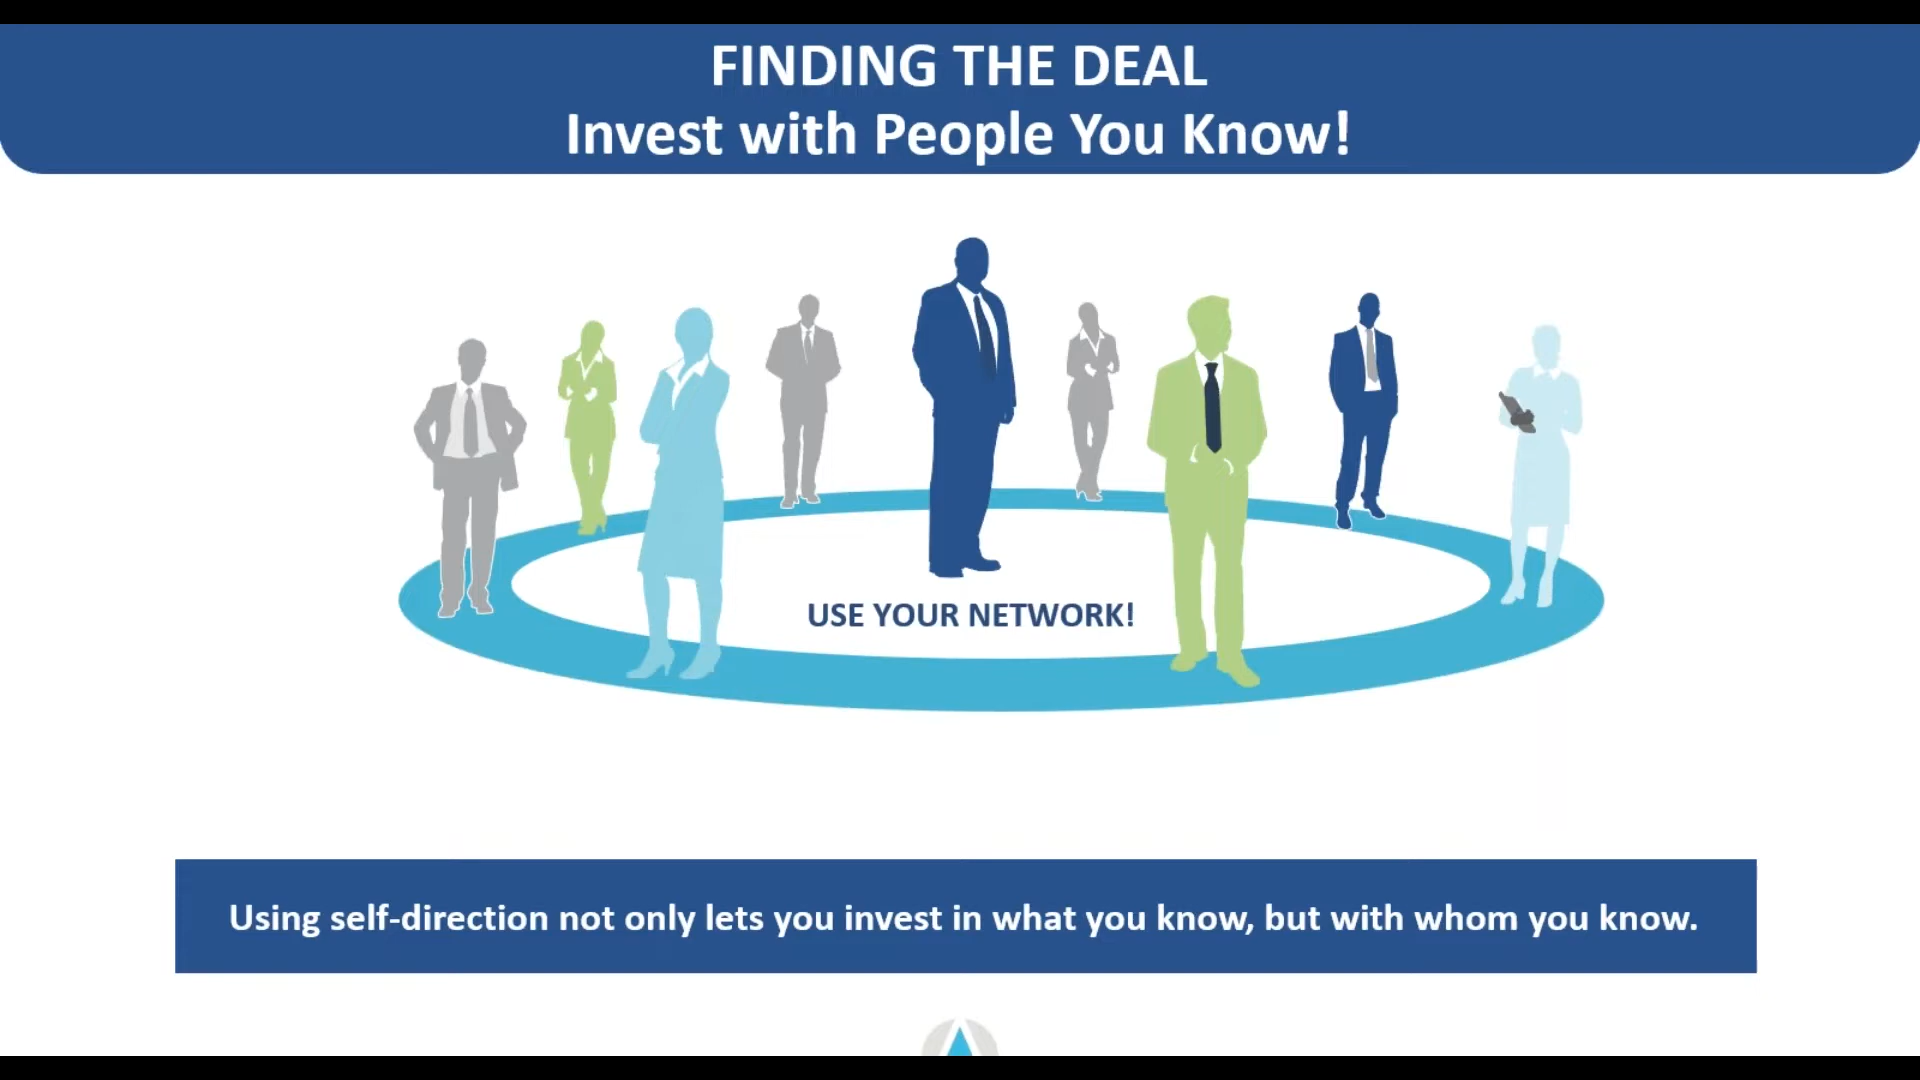 FINDING THE DEAL
Invest with People You Know!
USE YOUR NETWORK!
Using self-direction not only lets you invest in what you know, but with whom you know.